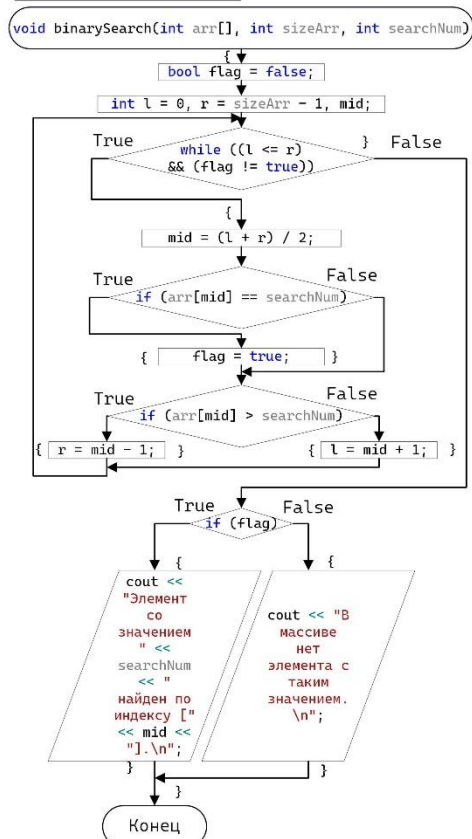 void binarySearch(int arr[], int sizeArr, int searchNum)
{
bool flag = false;
int l = 0, r = sizeArr - 1, mid;
True
} False
while ((l <= r)
&& (flag != true))
{
mid = (l + r) / 2;
True False
if (arr[mid] == searchNum)
{ flag = true; }
True False
if (arr[mid] > searchNum)
{ r = mid - 1; } { l = mid + 1; }
True False
if (flag)
{
cout <<
"Элемент
со
значением
" <<
searchNum
<< "
найден по
индексу ["
<< mid <<
"].\n";
}
{
cout << "В
массиве
нет
элемента с
таким
значением.
\n";
}
}
Конец